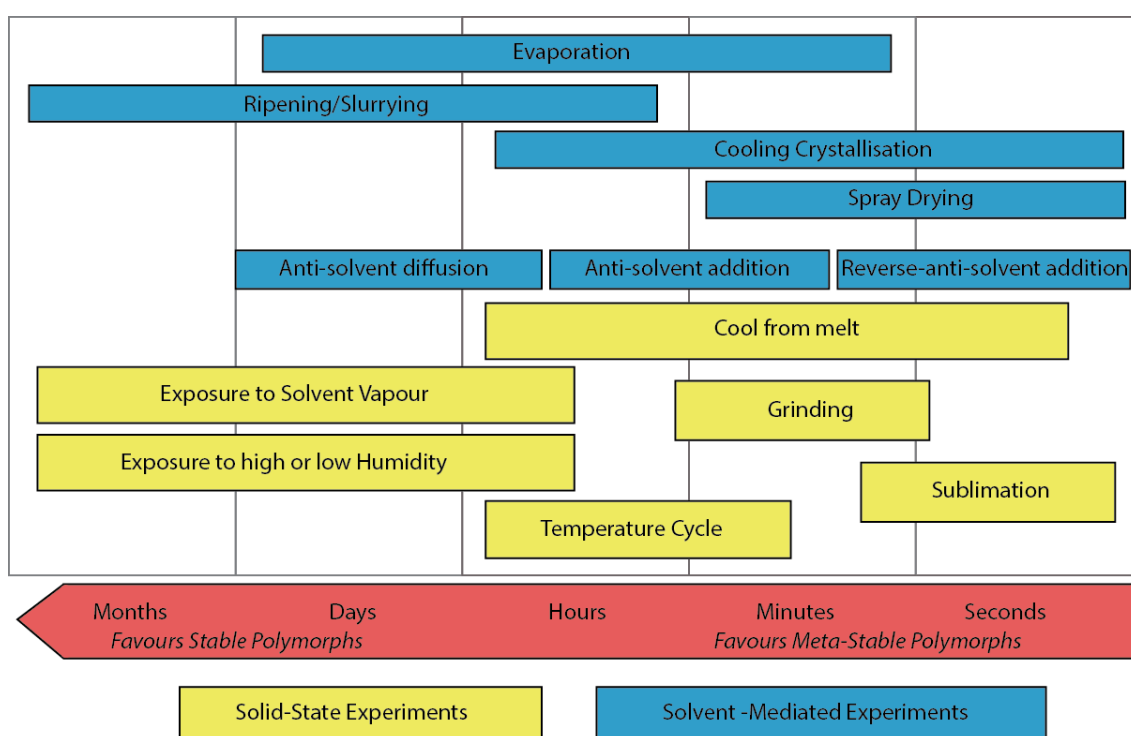 Evaporation
Ripening/Slurrying
Cooling Crystallisation
Spray Drying
Anti-solvent diffusion
Anti-solvent addition
Reverse-anti-solvent addition
Cool from melt
Exposure to Solvent Vapour
Grinding
Exposure to high or low Humidity
Sublimation
Temperature Cycle
Months
Days
Hours
Minutes
Seconds
Favours Stable Polymorphs
Favours Meta-Stable Polymorphs
Solid-State Experiments
Solvent -Mediated Experiments